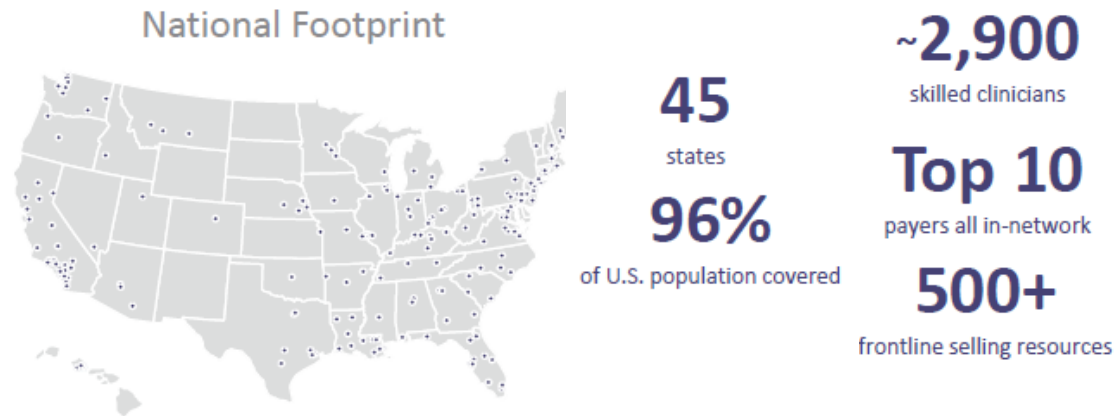 National Footprint
45
states
96%
of U.S. population covered
~2,900
skilled clinicians
Top 10
payers all in-network
500+
frontline selling resources